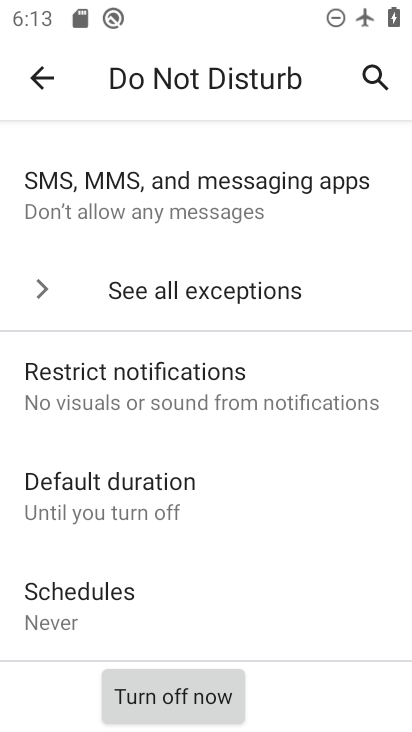 6:13
Do Not Disturb
SMS, MMS, and messaging apps
Don't allow any messages
See all exceptions
Restrict notifications
No visuals or sound from notifications
Default duration
Until you turn off
Schedules
Never
Turn off now